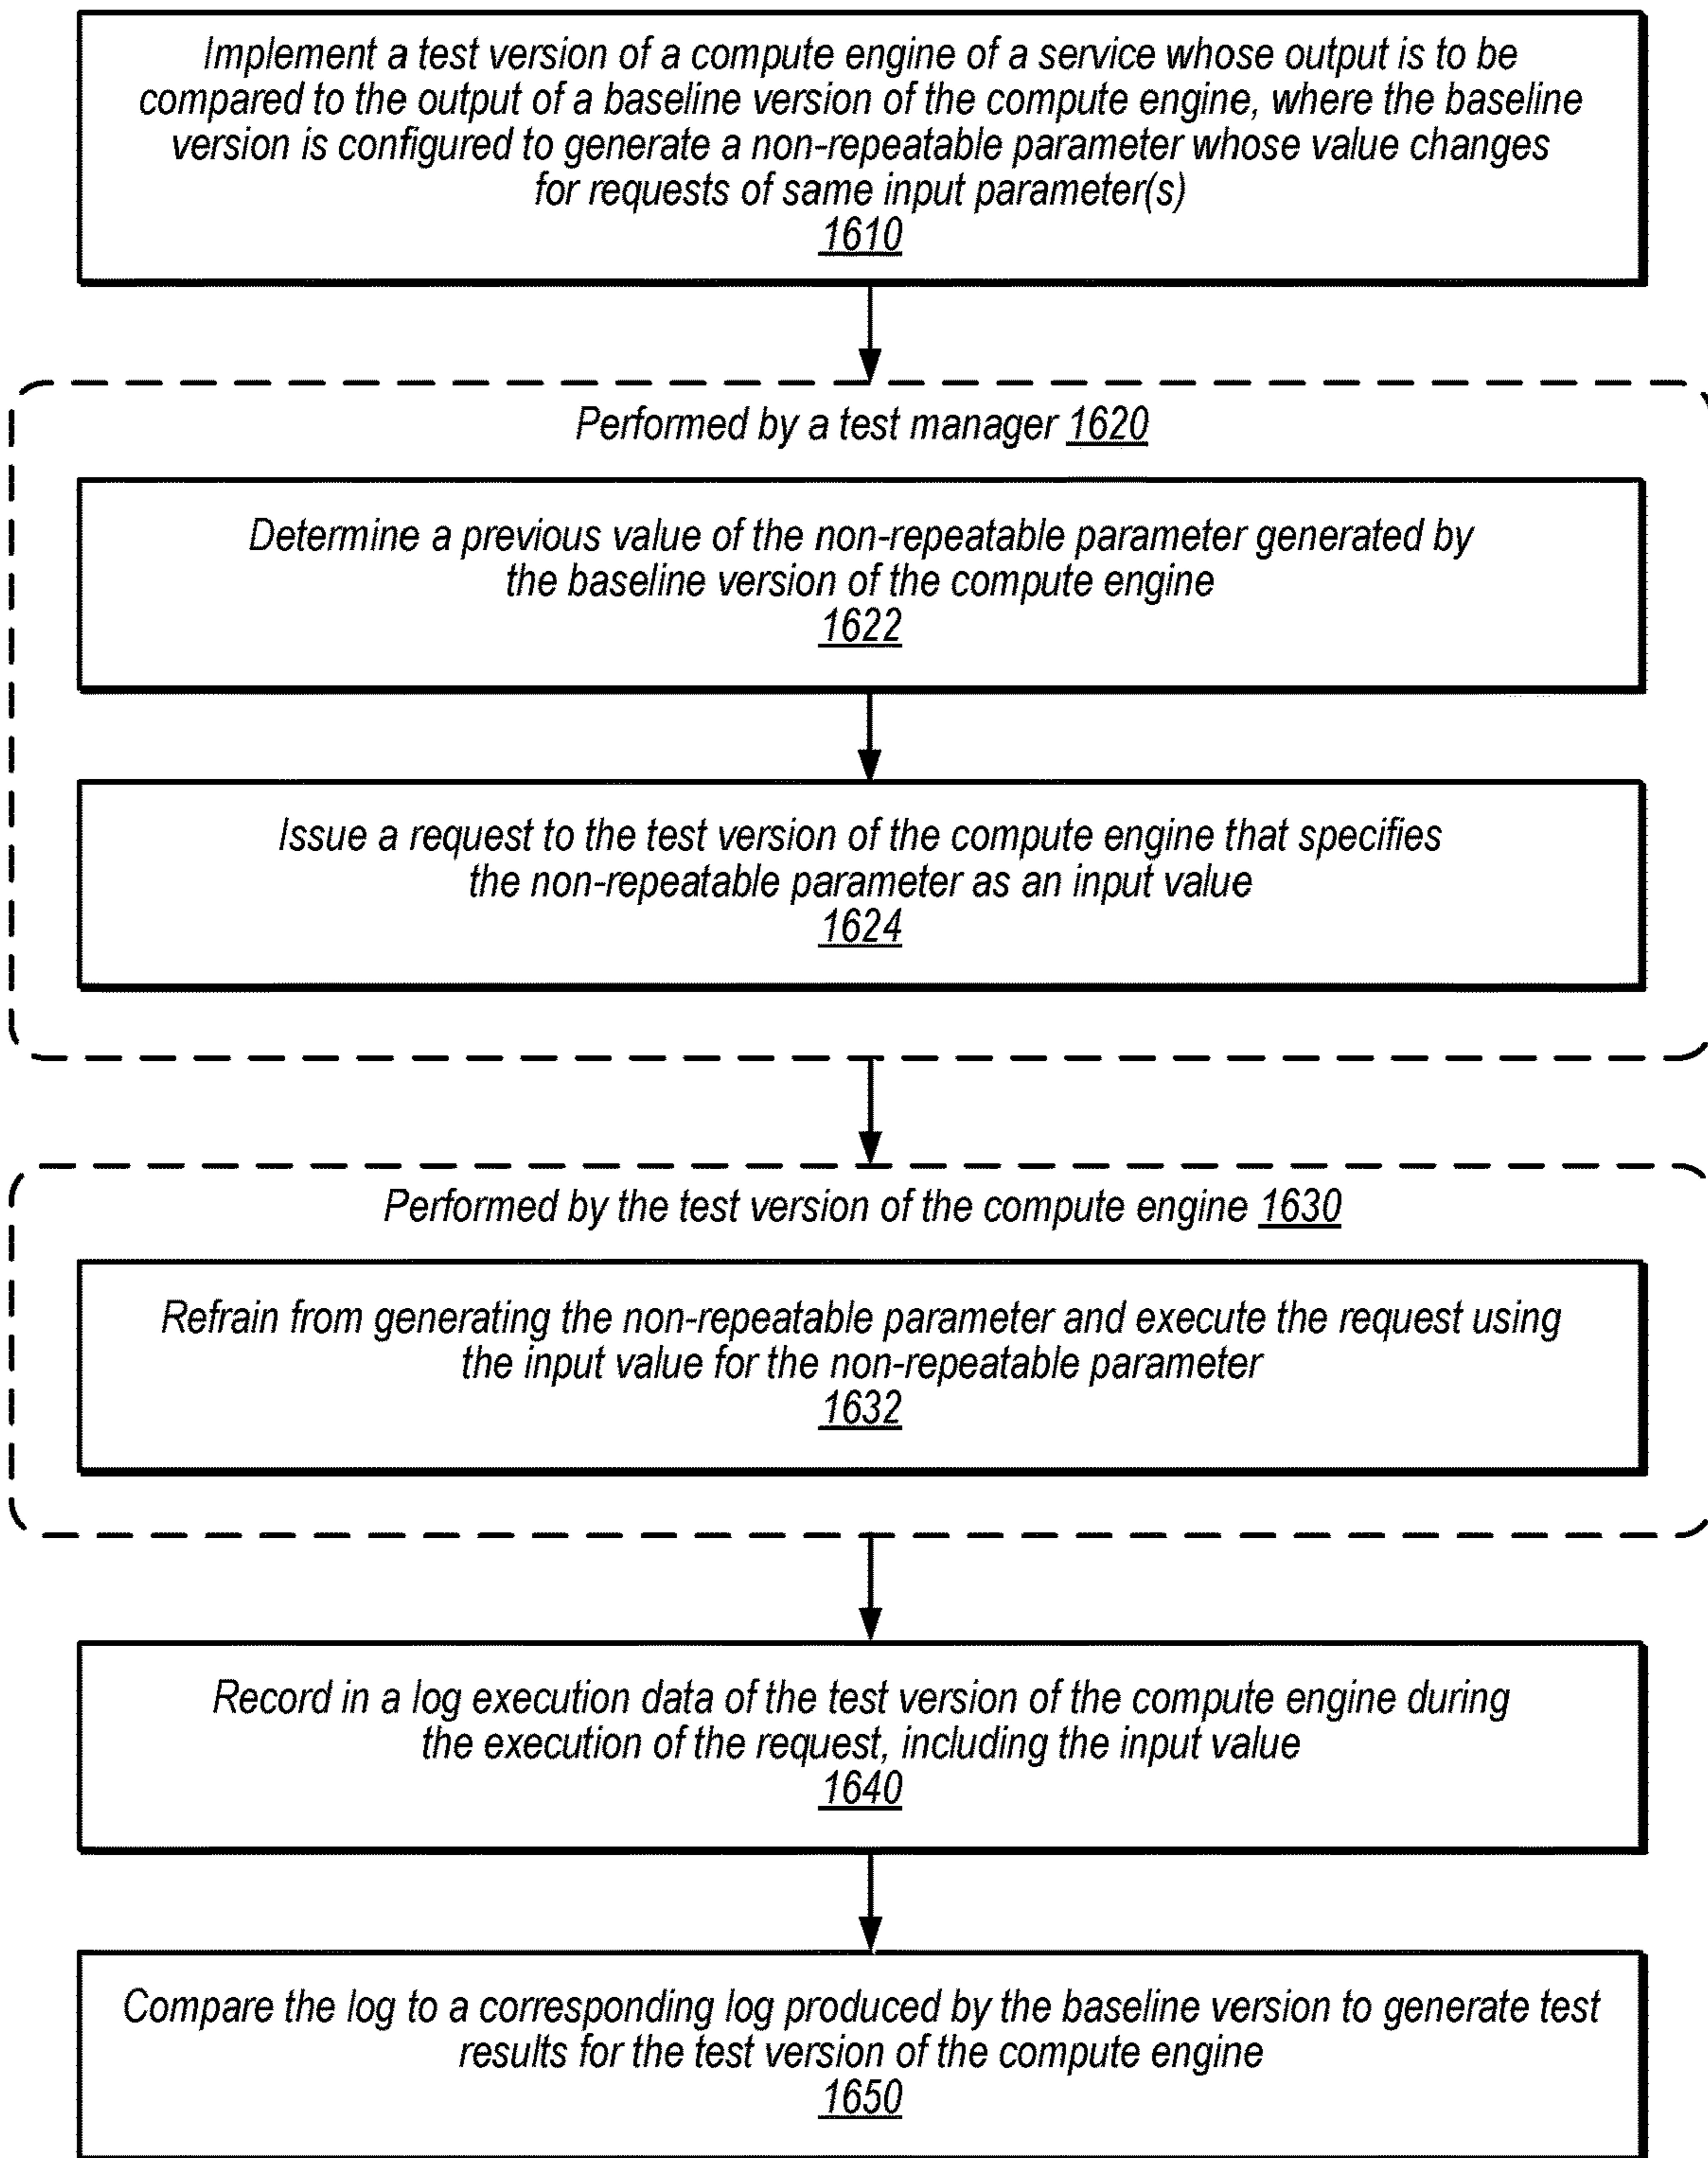 Implement a test version of a compute engine of a service whose output is to be
compared to the output of a baseline version of the compute engine, where the baseline
version is configured to generate a non-repeatable parameter whose value changes
for requests of same input parameter(s)
1610
Performed by a test manager 1620
Determine a previous value of the non-repeatable parameter generated by
the baseline version of the compute engine
1622
Issue a request to the test version of the compute engine that specifies
the non-repeatable parameter as an input value
1624
Performed by the test version of the compute engine 1630
Refrain from generating the non-repeatable parameter and execute the request using
the input value for the non-repeatable parameter
1632
Record in a log execution data of the test version of the compute engine during
the execution of the request, including the input value
1640
Compare the log to a corresponding log produced by the baseline version to generate test
results for the test version of the compute engine
1650